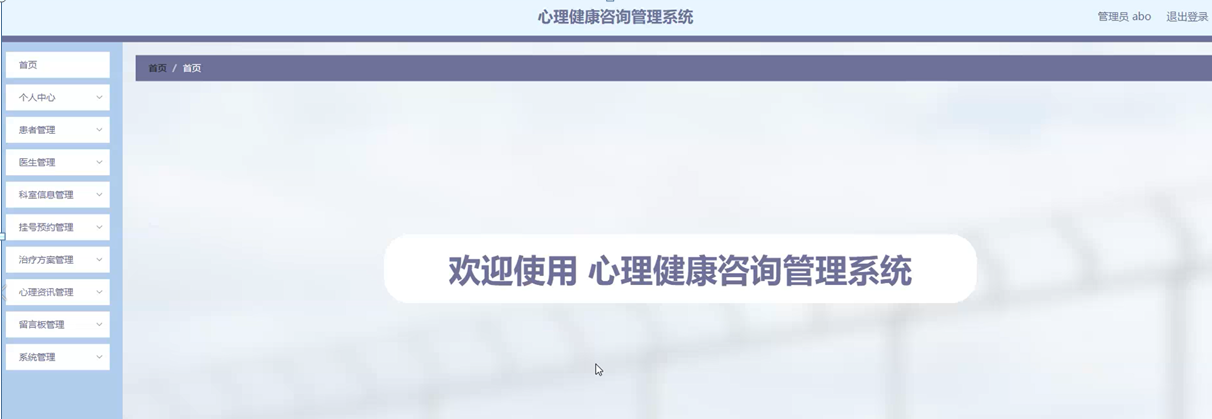 心理健康咨询管理系统
管理员 abo 退出登录
首页
个人中心
患者管理
医生管理
科室信息管理
挂号预约管理
治疗方案管理
心理资讯管理
留言板管理
系统管理
首页 / 首页
欢迎使用 心理健康咨询管理系统